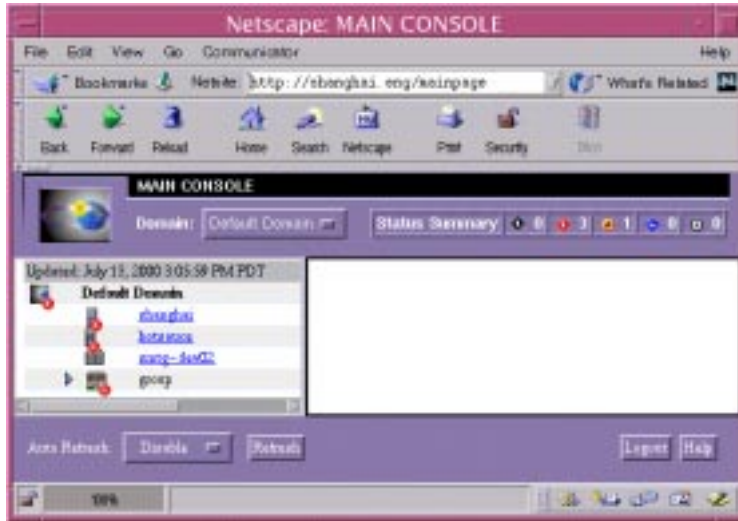 Netscape: MAIN CONSOLE
File Edit View Go Communicator Help
Bookmarks Netsite: http://shanghai.eng/mainpage What's Related
Back Forward Reload Home Search Netscape Print Security Stop
MAIN CONSOLE
Domain: Default Domain Status Summary 0 3 1 0 0
Updated: July 13, 2000 3:05:59 PM PDT
Default Domain
shanghai
group
Auto Refresh: Disable Refresh Logout Help
100%